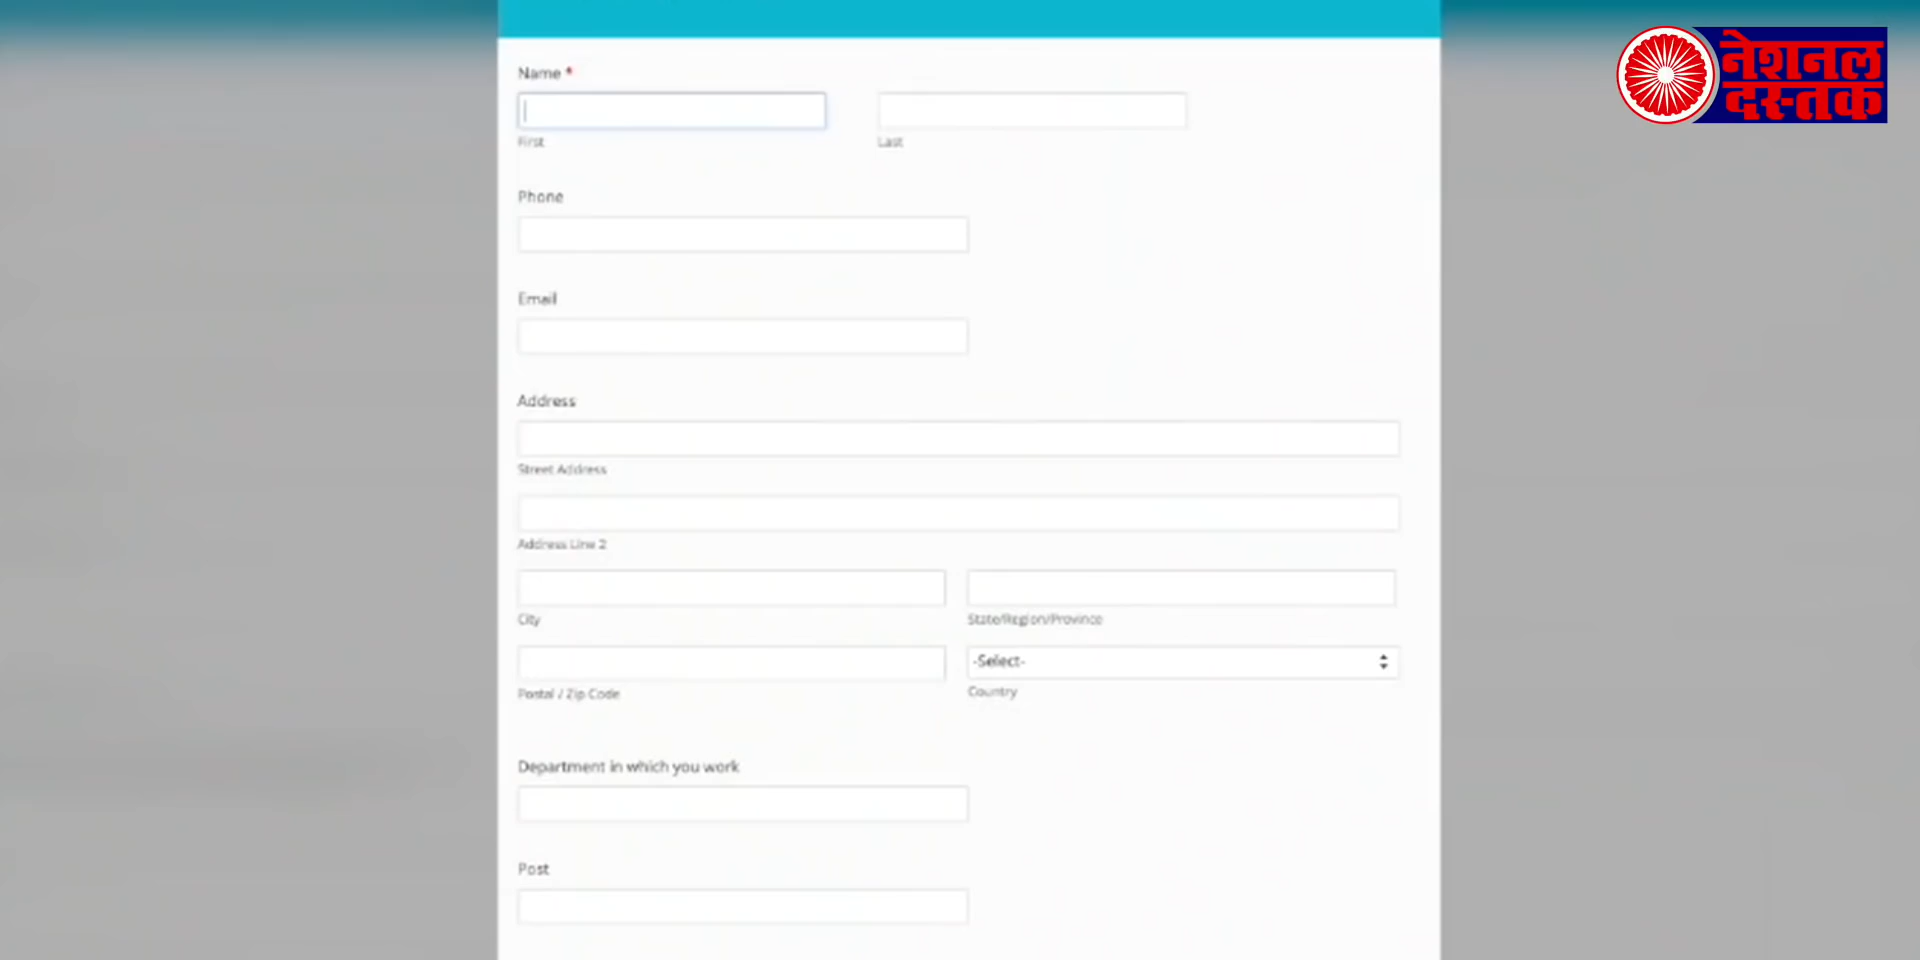 नेशनल
दस्तक
Name *
First Last
Phone
Email
Address
Street Address
Address Line 2
City State/Region/Province
-Select-
Postal / Zip Code Country
Department in which you work
Post